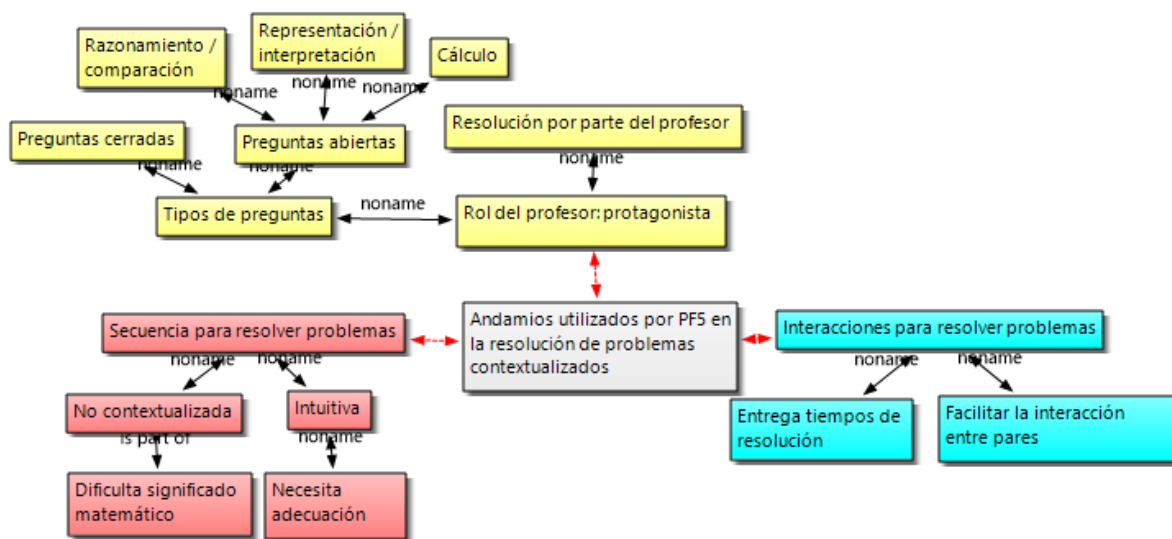 Razonamiento /
comparación
Representación /
interpretación
Cálculo
noname
noname
noname
Preguntas cerradas
Preguntas abiertas
Resolución por parte del profesor
noname
noname
noname
Tipos de preguntas
noname
Rol del profesor: protagonista
Secuencia para resolver problemas
Andamios utilizados por PF5 en
la resolución de problemas
contextualizados
Interacciones para resolver problemas
noname
noname
noname
noname
No contextualizada
Intuitiva
Entrega tiempos de
resolución
Facilitar la interacción
entre pares
is part of
noname
Dificulta significado
matemático
Necesita
adecuación